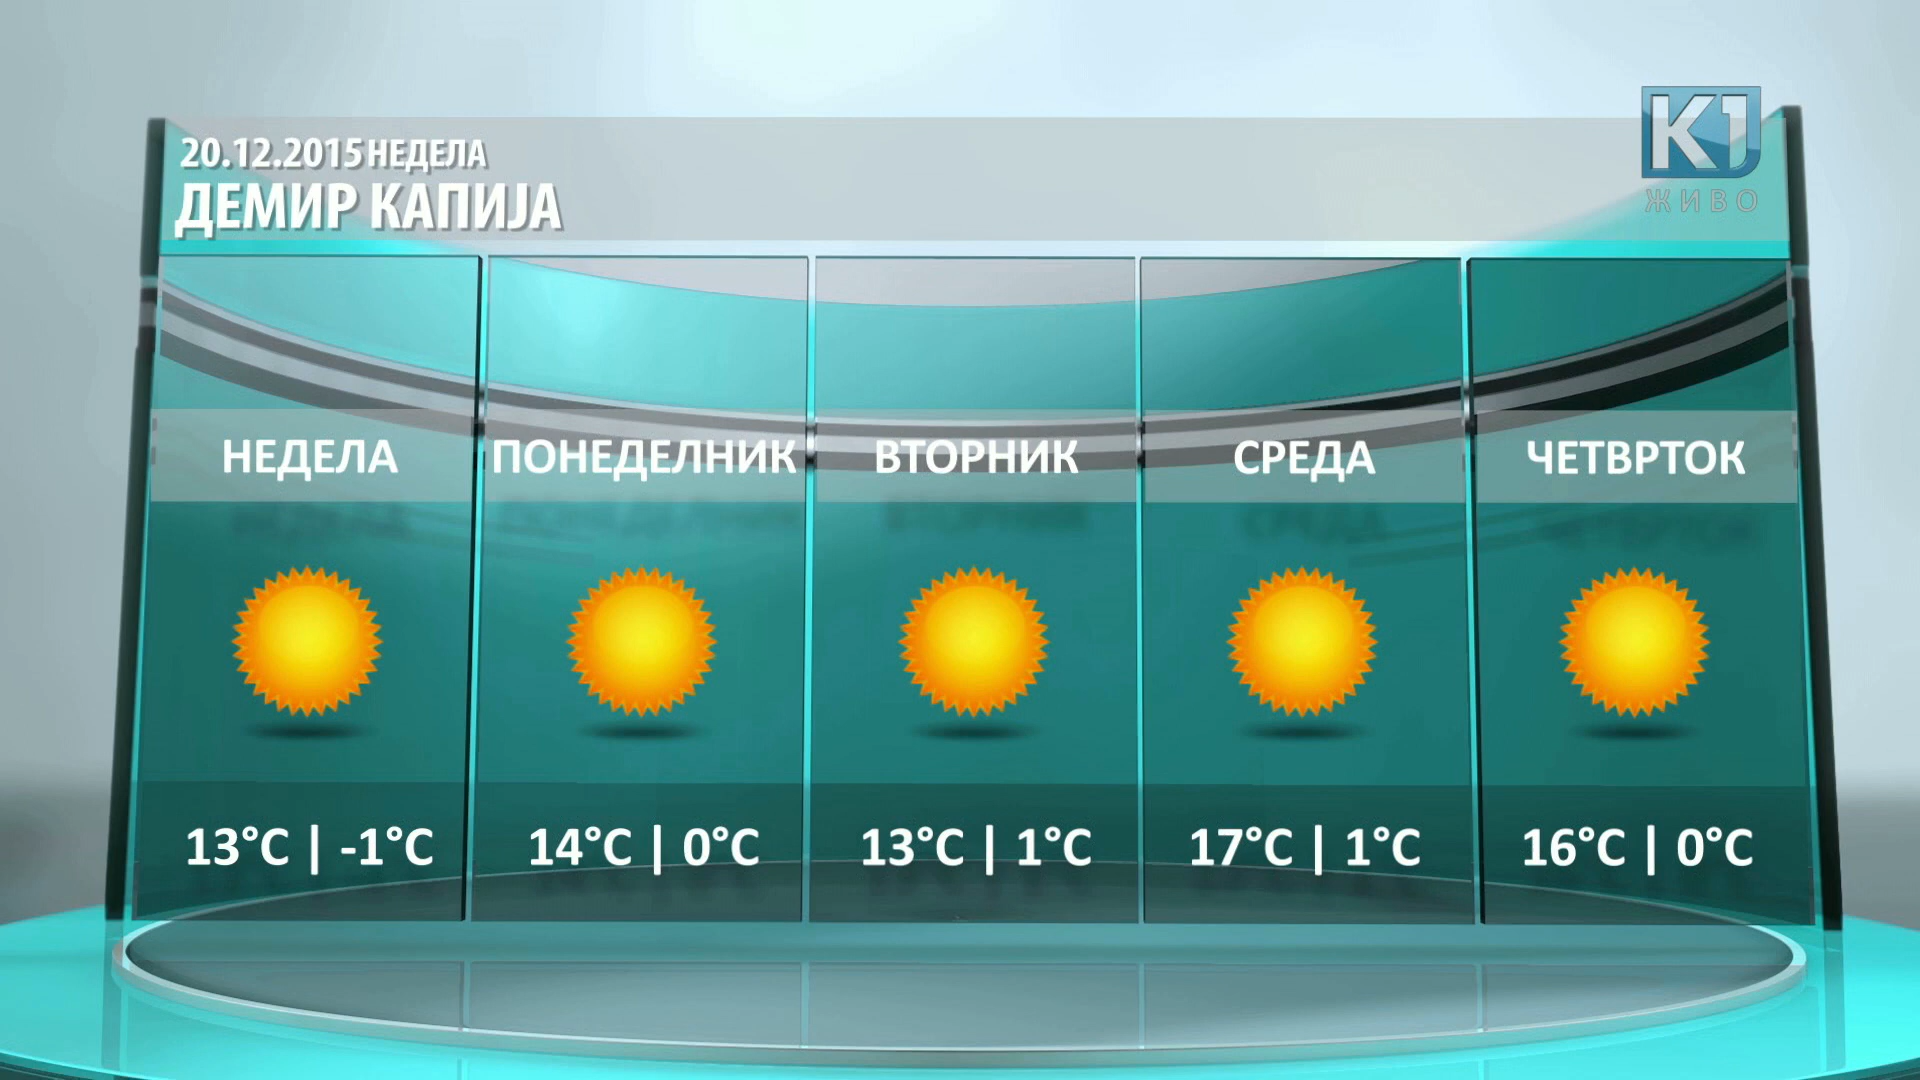 20.12.2015 НЕДЕЛА
ДЕМИР КАПИЈА
КЈ
ЖИВО
НЕДЕЛА
ПОНЕДЕЛНИК
ВТОРНИК
СРЕДА
ЧЕТВРТОК
13°C | -1°C
14°C | 0°C
13°C | 1°C
17°C | 1°C
16°C | 0°C